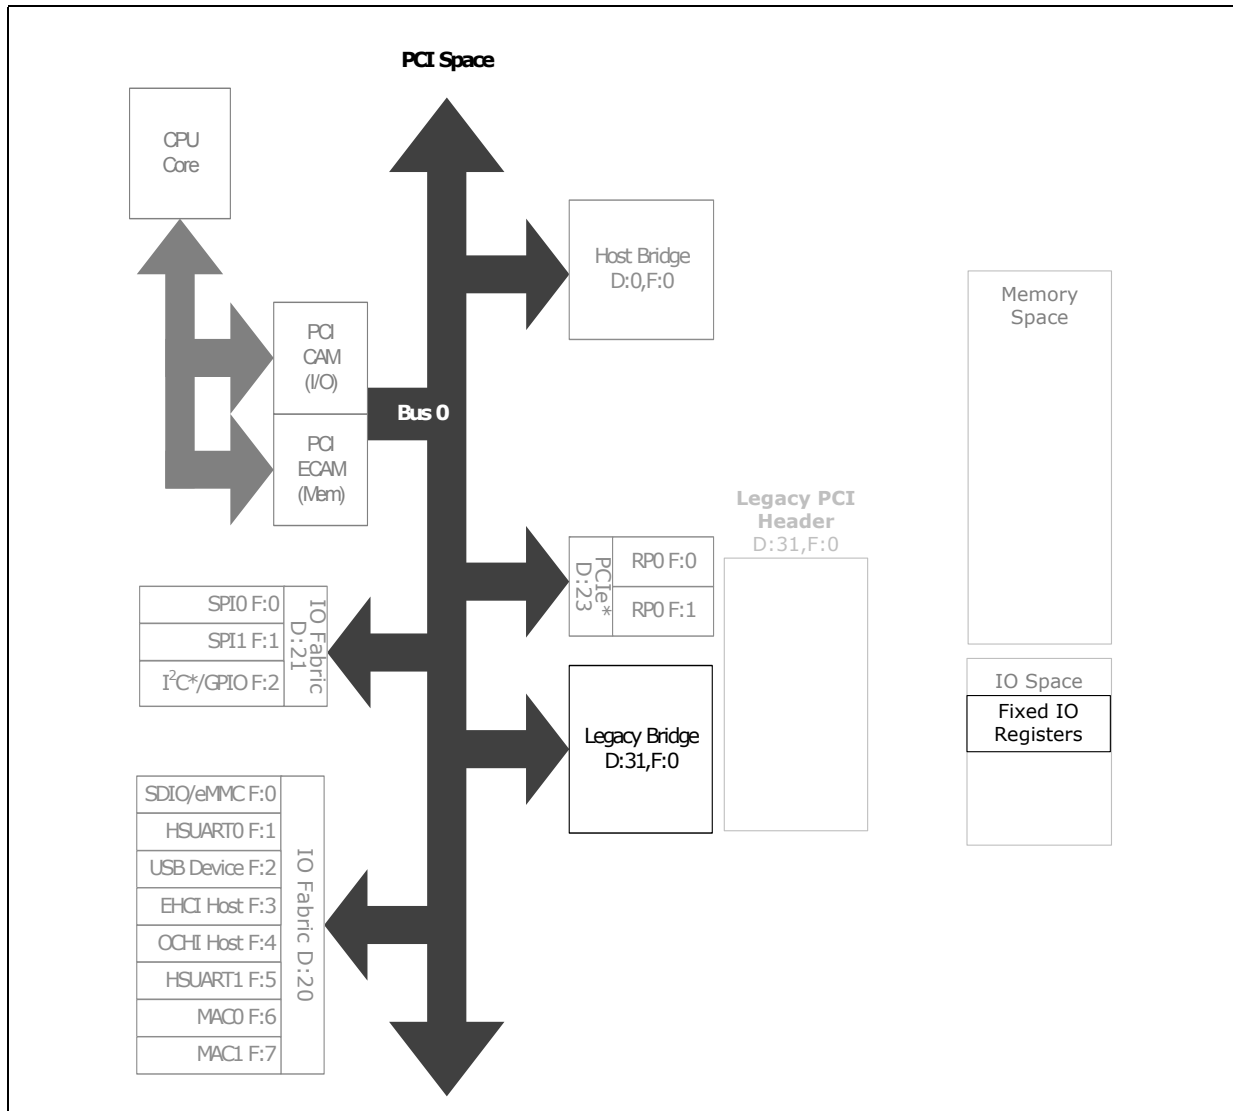 PCI Space
CPU
Core
Host Bridge
D:0,F:0
Memory
Space
PCI
CAM
(I/O)
Bus 0
PCI
ECAM
(Mem)
Legacy PCI
Header
D:31,F:0
PCIe*
D:23
RP0 F:0
RP0 F:1
SPI0 F:0
SPI1 F:1
I²C*/GPIO F:2
IO Fabric
D:21
Legacy Bridge
D:31,F:0
IO Space
Fixed IO
Registers
SDIO/eMMC F:0
HSUART0 F:1
USB Device F:2
EHCI Host F:3
OCHI Host F:4
HSUART1 F:5
MAC0 F:6
MAC1 F:7
IO Fabric D:20